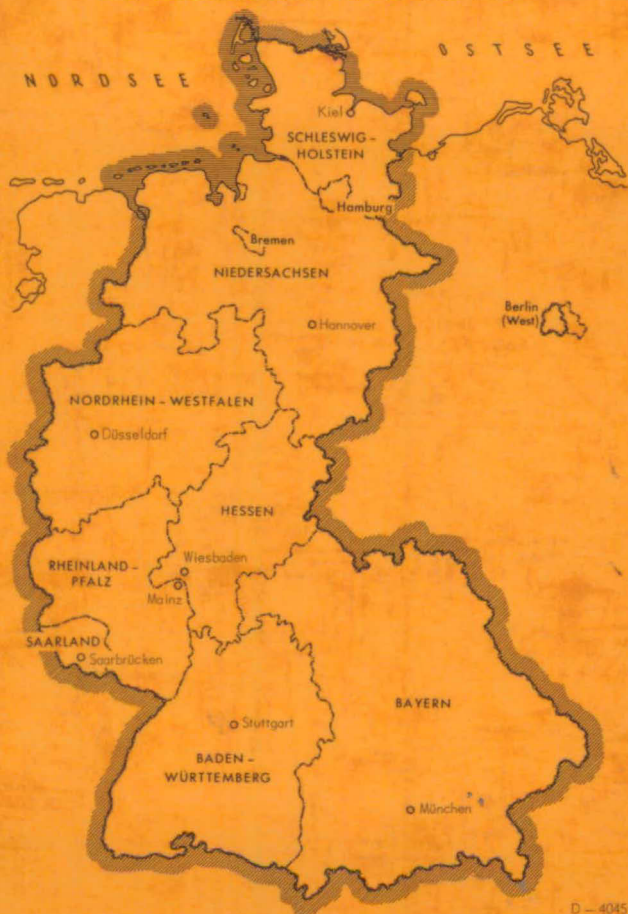 NORDSEE
OSTSEE
Kiel
SCHLESWIG-
HOLSTEIN
Hamburg
Bremen
NIEDERSACHSEN
Hannover
Berlin
(West)
NORDRHEIN - WESTFALEN
Düsseldorf
HESSEN
Wiesbaden
RHEINLAND-
PFALZ
Mainz
SAARLAND
Saarbrücken
BAYERN
Stuttgart
BADEN-
WÜRTTEMBERG
München
D — 4045